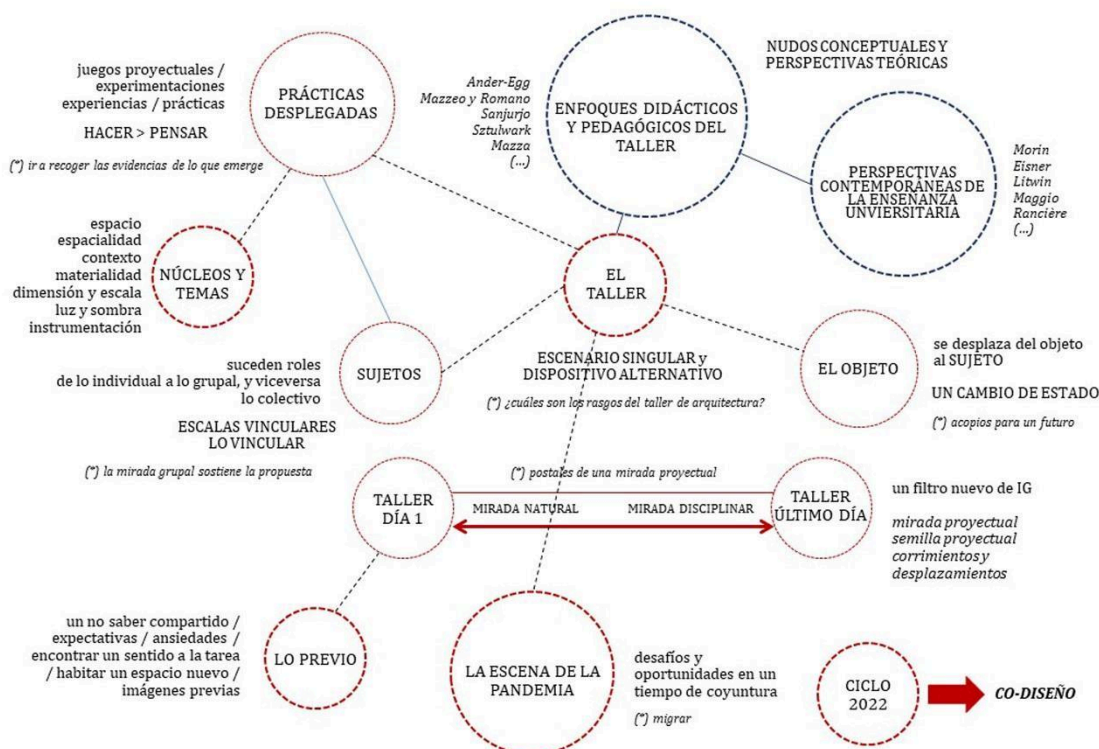 juegos proyectuales /
experimentaciones
experiencias / prácticas
HACER > PENSAR
(*) ir a recoger las evidencias de lo que emerge
PRÁCTICAS
DESPLEGADAS
Ander-Egg
Mazzeo y Romano
Sanjurjo
Sztulwark
Mazza
(...)
ENFOQUES DIDÁCTICOS
Y PEDAGÓGICOS DEL
TALLER
NUDOS CONCEPTUALES Y
PERSPECTIVAS TEÓRICAS
PERSPECTIVAS
CONTEMPORÁNEAS DE
LA ENSEÑANZA
UNVIERSITARIA
Morin
Eisner
Litwin
Maggio
Rancière
(...)
espacio
espacialidad
contexto
materialidad
dimensión y escala
luz y sombra
instrumentación
NÚCLEOS Y
TEMAS
EL
TALLER
ESCENARIO SINGULAR y
DISPOSITIVO ALTERNATIVO
(*) ¿cuáles son los rasgos del taller de arquitectura?
suceden roles
de lo individual a lo grupal, y viceversa
lo colectivo
ESCALAS VINCULARES
LO VINCULAR
(*) la mirada grupal sostiene la propuesta
SUJETOS
EL OBJETO
se desplaza del objeto
al SUJETO
UN CAMBIO DE ESTADO
(*) acopios para un futuro
TALLER
DÍA 1
(*) postales de una mirada proyectual
MIRADA NATURAL
MIRADA DISCIPLINAR
TALLER
ÚLTIMO DÍA
un filtro nuevo de IG
mirada proyectual
semilla proyectual
corrimientos y
desplazamientos
un no saber compartido /
expectativas / ansiedades /
encontrar un sentido a la tarea
/ habitar un espacio nuevo /
imágenes previas
LO PREVIO
LA ESCENA DE LA
PANDEMIA
desafíos y
oportunidades en un
tiempo de coyuntura
(*) migrar
CICLO
2022
CO-DISEÑO